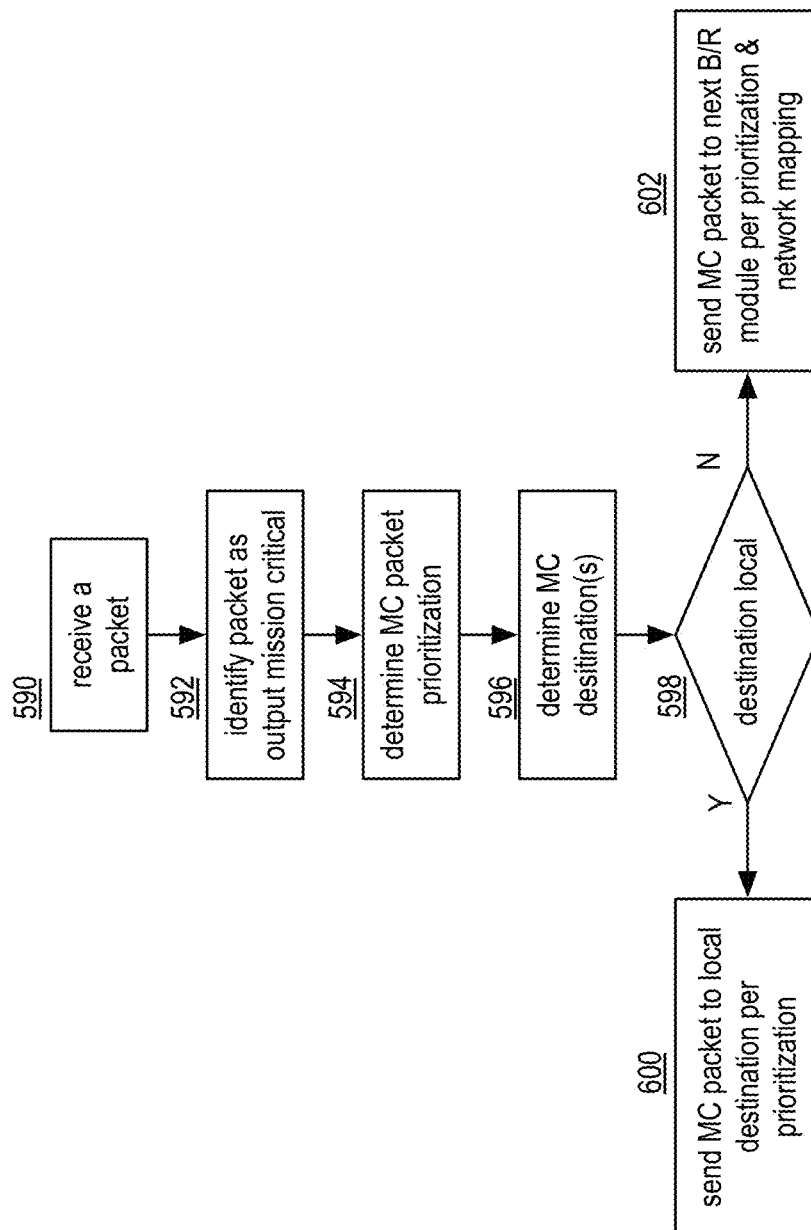 590
receive a
packet
592
identify packet as
output mission critical
594
determine MC packet
prioritization
596
determine MC
desitination(s)
598
destination local
Y
N
600
send MC packet to local
destination per
prioritization
602
send MC packet to next B/R
module per prioritization &
network mapping